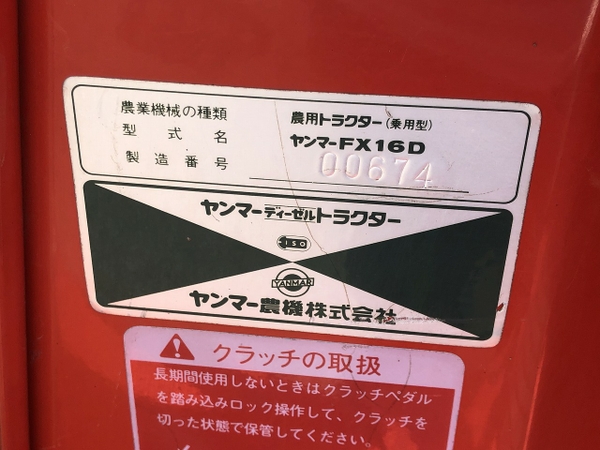 農業機械の種類 農用トラクター(乗用型)
型式名 ヤンマーFX16D
製造番号 00674
ヤンマーディーゼルトラクター
ISO
YANMAR
ヤンマー農機株式会社
クラッチの取扱
長期間使用しないときはクラッチペダル
を踏み込みロック操作して、クラッチを
切った状態で保管してください。